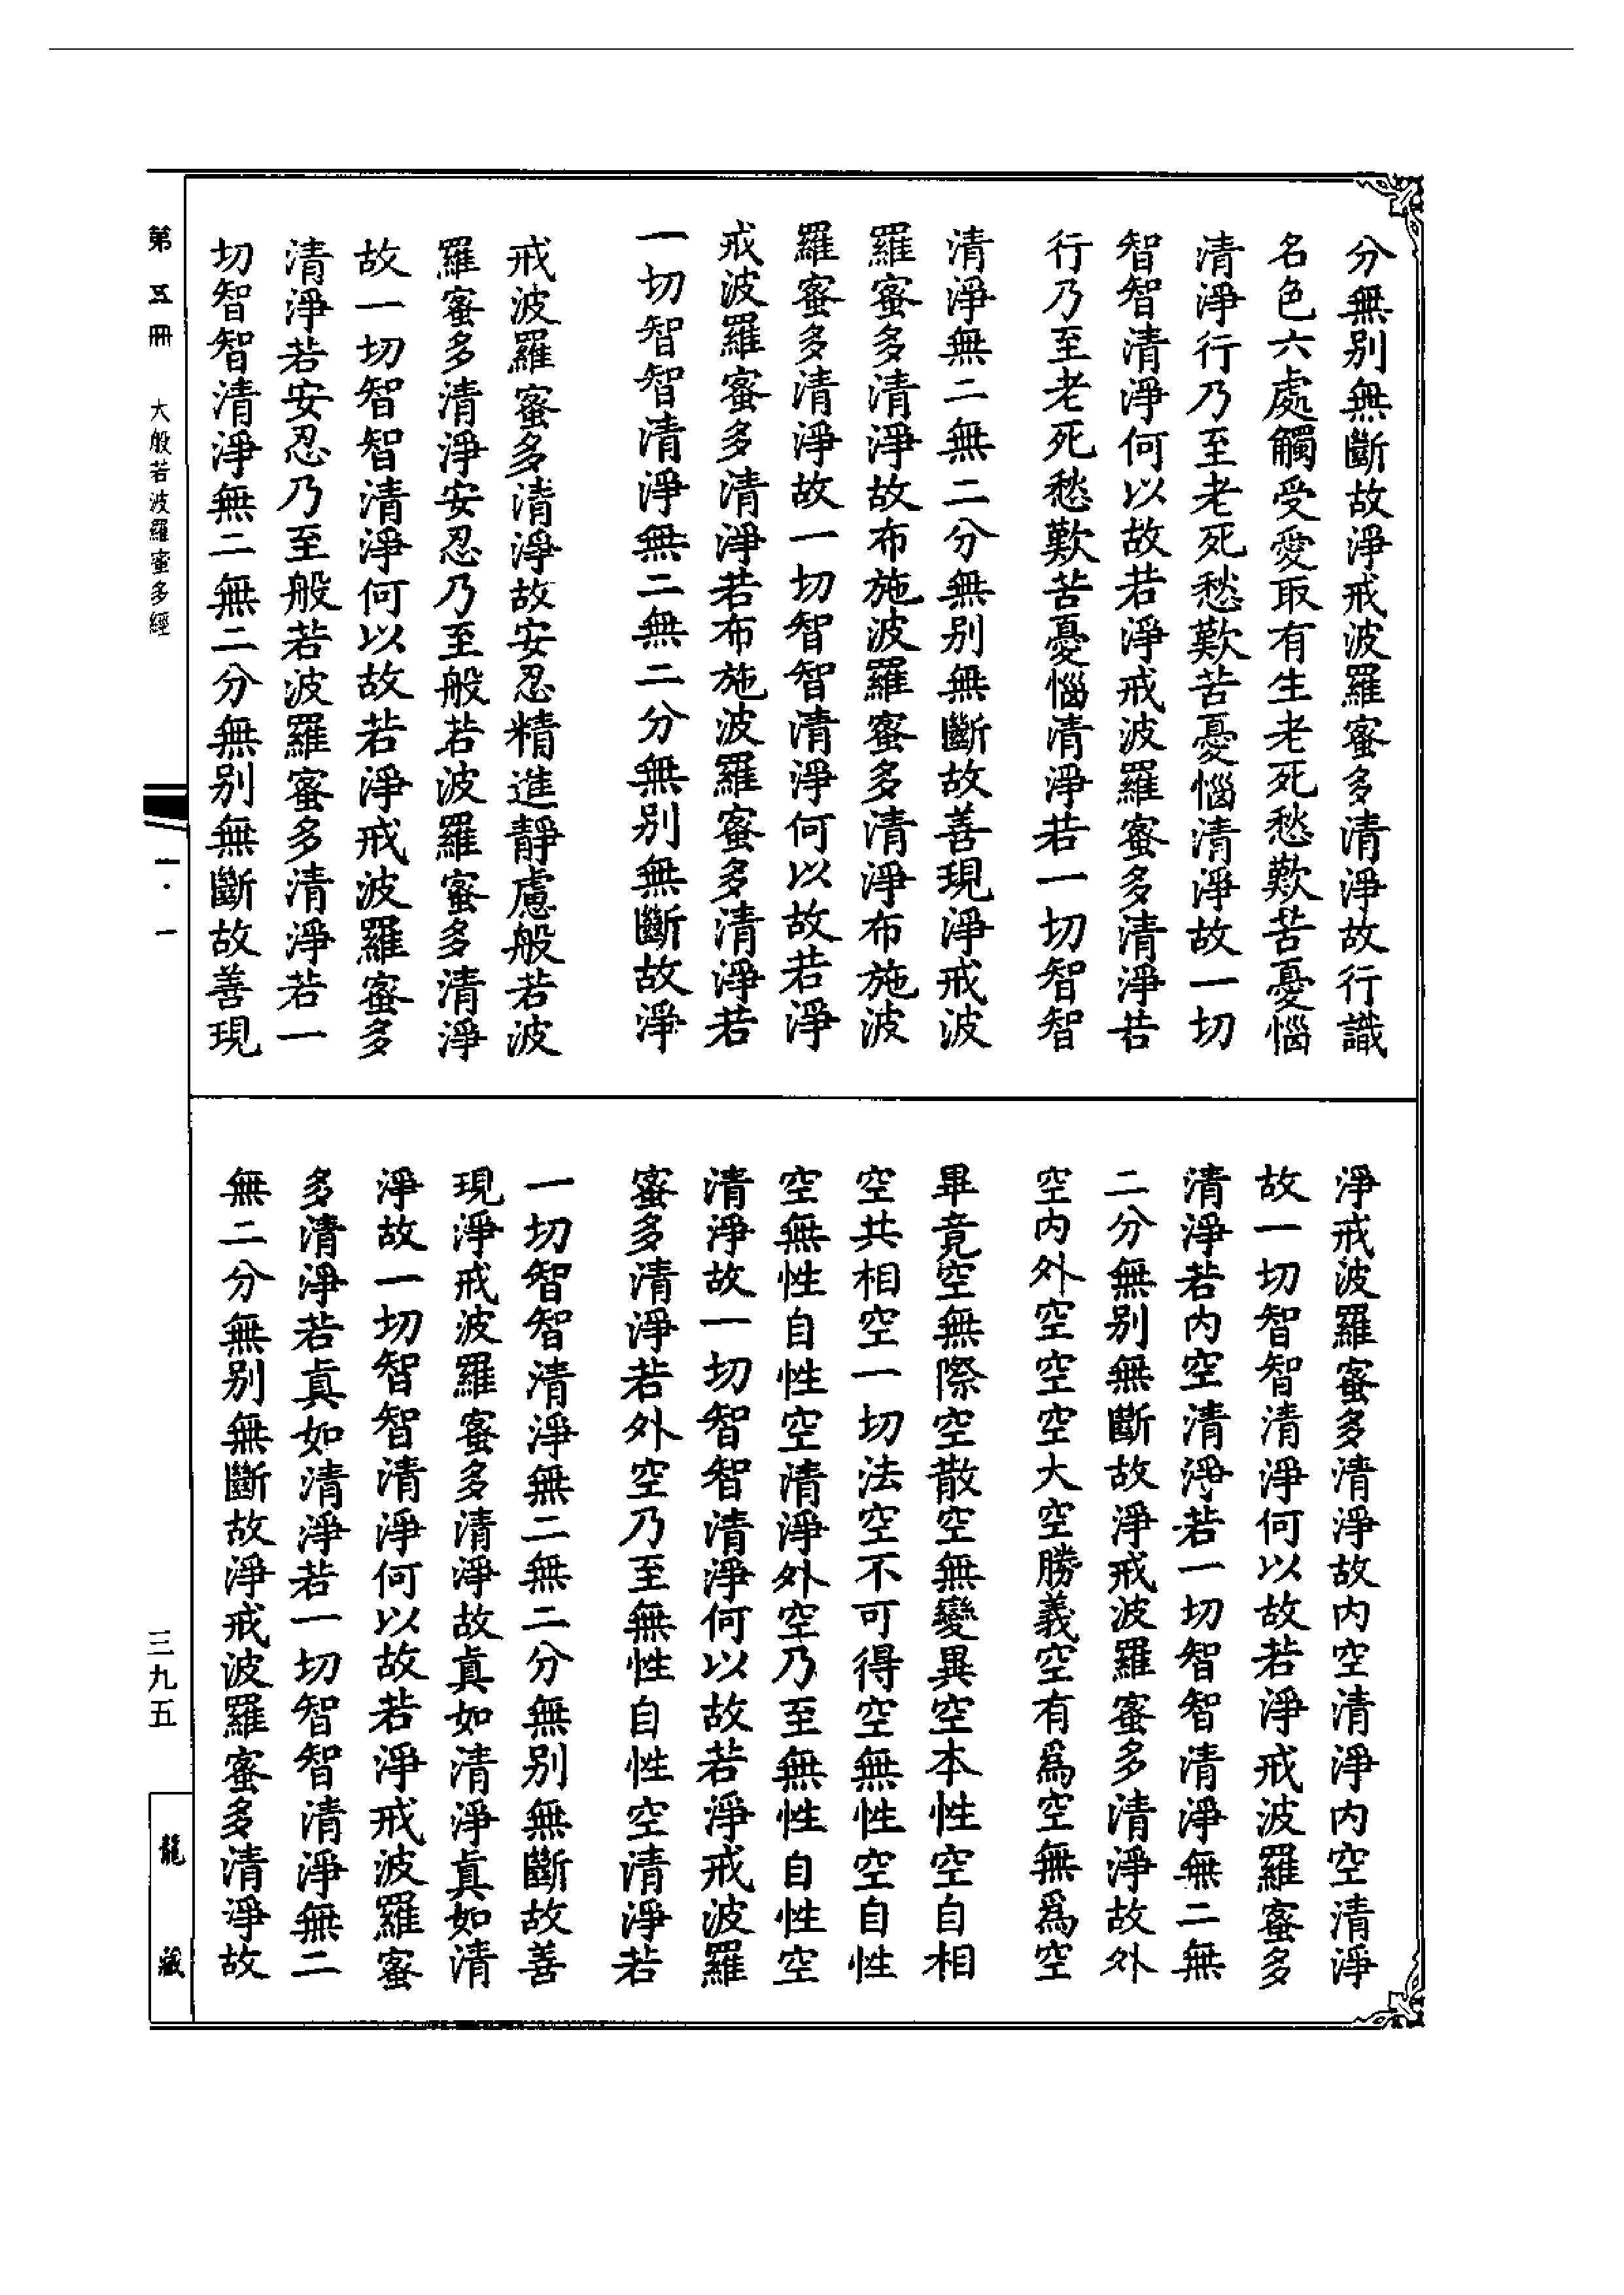 分無別無斷故淨戒波羅蜜多清淨故行識
名色六處觸受愛取有生老死愁歎苦憂惱
清淨行乃至老死愁歎苦憂惱清淨故一切
智智清淨何以故若淨戒波羅蜜多清淨若
行乃至老死愁歎苦憂惱清淨若一切智智
清淨無二無二分無別無斷故善現淨戒波
羅蜜多清淨故布施波羅蜜多清淨布施波
羅蜜多清淨故一切智智清淨何以故若淨
戒波羅蜜多清淨若布施波羅蜜多清淨若
一切智智清淨無二無二分無別無斷故淨
戒波羅蜜多清淨故安忍精進靜慮般若波
羅蜜多清淨安忍乃至般若波羅蜜多清淨
故一切智智清淨何以故若淨戒波羅蜜多
清淨若安忍乃至般若波羅蜜多清淨若一
切智智清淨無二無二分無別無斷故善現
淨戒波羅蜜多清淨故內空清淨內空清淨
故一切智智清淨何以故若淨戒波羅蜜多
清淨若內空清淨若一切智智清淨無二無
二分無別無斷故淨戒波羅蜜多清淨故外
空內外空空空大空勝義空有爲空無爲空
畢竟空無際空散空無變異空本性空自相
空共相空一切法空不可得空無性空自性
空無性自性空清淨外空乃至無性自性空
清淨故一切智智清淨何以故若淨戒波羅
蜜多清淨若外空乃至無性自性空清淨若
一切智智清淨無二無二分無別無斷故善
現淨戒波羅蜜多清淨故真如清淨真如清
淨故一切智智清淨何以故若淨戒波羅蜜
多清淨若真如清淨若一切智智清淨無二
無二分無別無斷故淨戒波羅蜜多清淨故
第五冊 大般若波羅蜜多經
一·一
三九五
龍藏